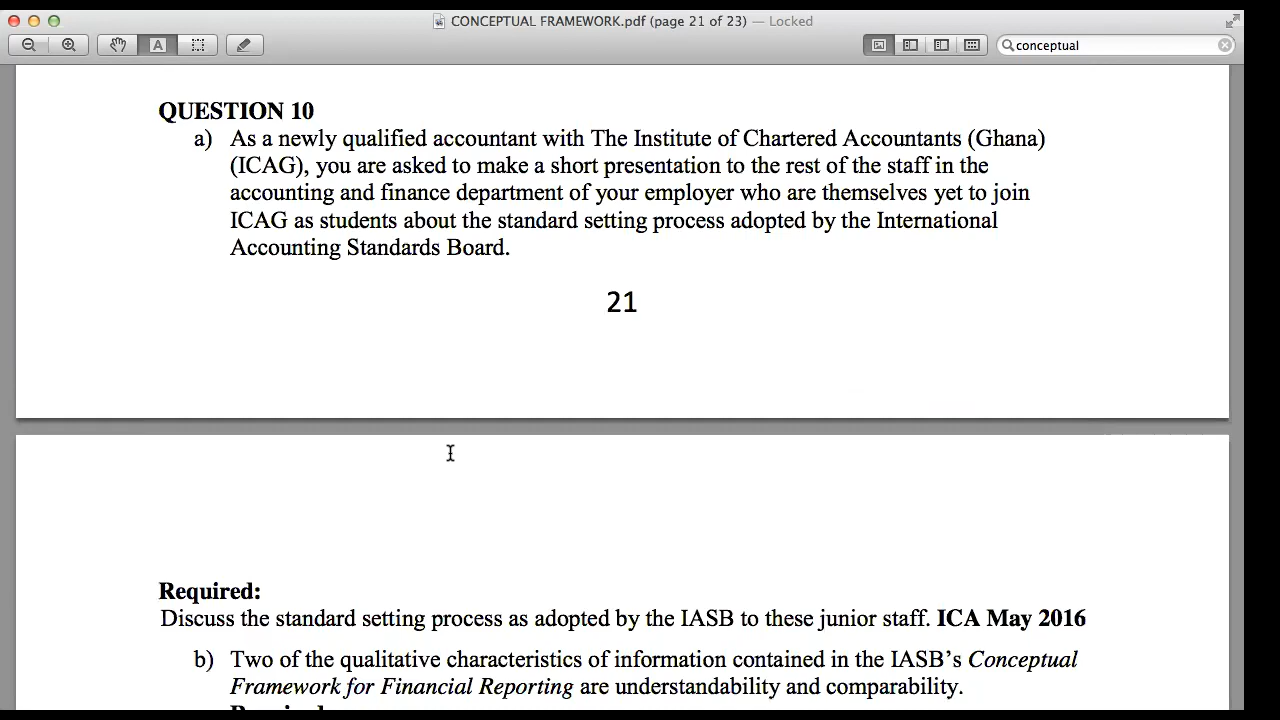 CONCEPTUAL FRAMEWORK.pdf (page 21 of 23) — Locked
A
conceptual
QUESTION 10
a) As a newly qualified accountant with The Institute of Chartered Accountants (Ghana)
(ICAG), you are asked to make a short presentation to the rest of the staff in the
accounting and finance department of your employer who are themselves yet to join
ICAG as students about the standard setting process adopted by the International
Accounting Standards Board.
21
Required:
Discuss the standard setting process as adopted by the IASB to these junior staff. ICA May 2016
b) Two of the qualitative characteristics of information contained in the IASB’s Conceptual
Framework for Financial Reporting are understandability and comparability.
Required: